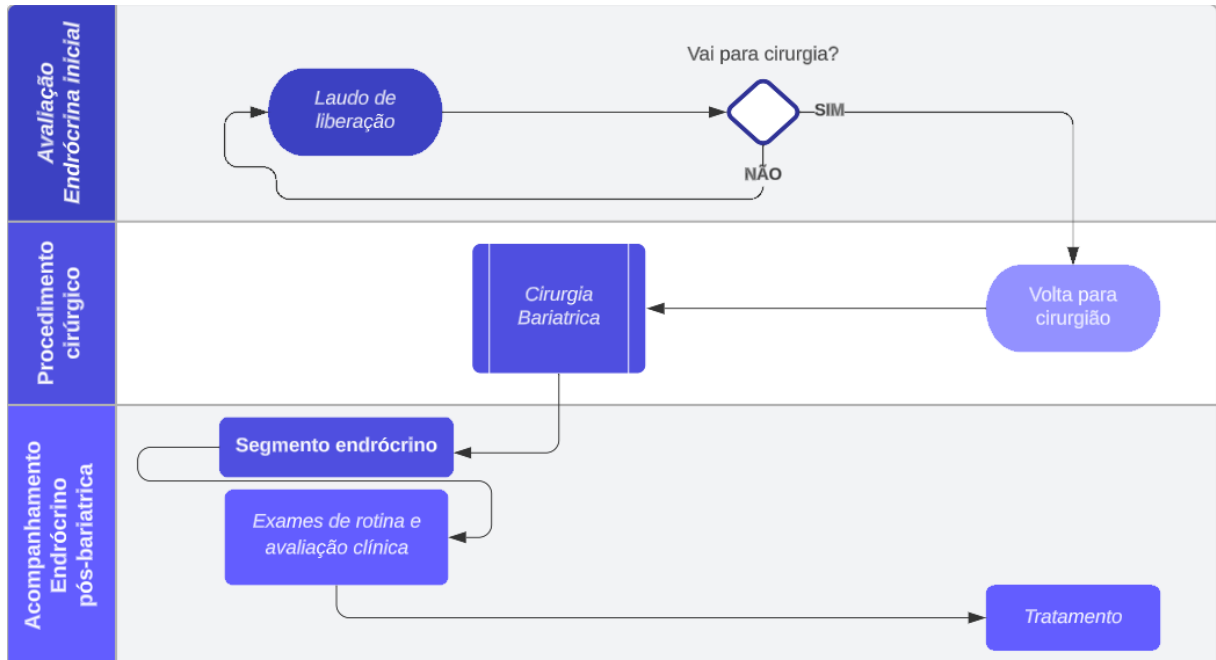 Avaliação
Endrócrina inicial
Vai para cirurgia?
Laudo de
liberação
SIM
NÃO
Procedimento
cirúrgico
Cirurgia
Bariatrica
Volta para
cirurgião
Acompanhamento
Endrócrino
pós-bariatrica
Segmento endrócrino
Exames de rotina e
avaliação clínica
Tratamento